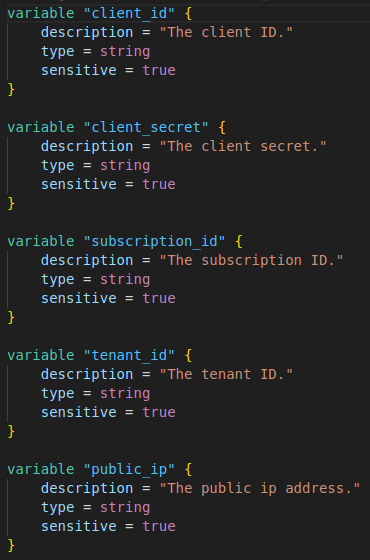 variable "client_id" {
    description = "The client ID."
    type = string
    sensitive = true
}

variable "client_secret" {
    description = "The client secret."
    type = string
    sensitive = true
}

variable "subscription_id" {
    description = "The subscription ID."
    type = string
    sensitive = true
}

variable "tenant_id" {
    description = "The tenant ID."
    type = string
    sensitive = true
}

variable "public_ip" {
    description = "The public ip address."
    type = string
    sensitive = true
}